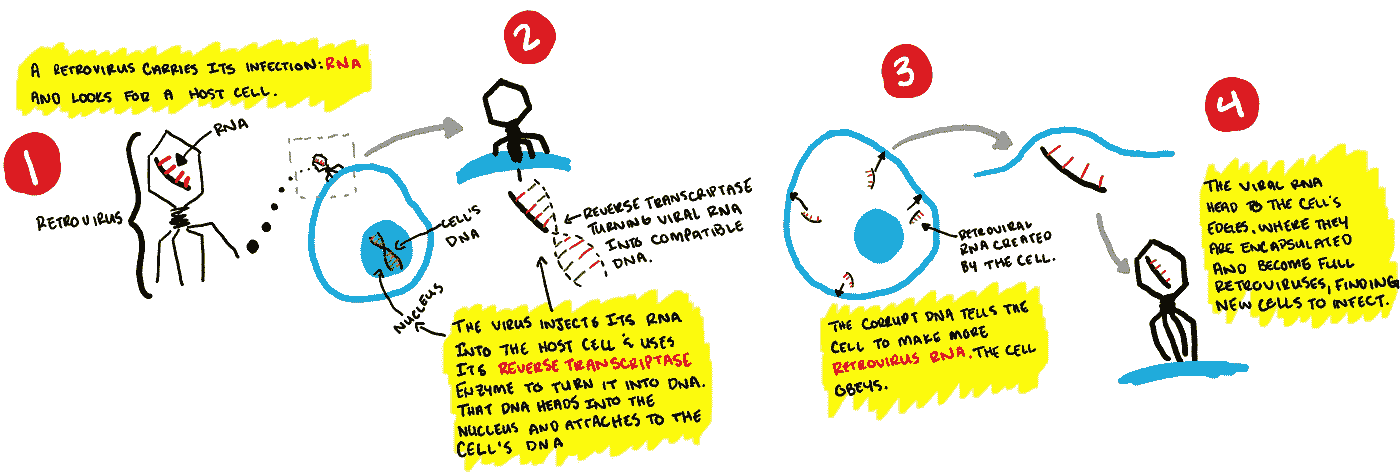 1
A RETROVIRUS CARRIES ITS INFECTION: RNA
AND LOOKS FOR A HOST CELL.
RNA
RETROVIRUS
CELL'S
DNA
NUCLEUS
2
REVERSE TRANSCRIPTASE
TURNING VIRAL RNA
INTO COMPATIBLE
DNA.
THE VIRUS INJECTS ITS RNA
INTO THE HOST CELL & USES
ITS REVERSE TRANSCRIPTASE
ENZYME TO TURN IT INTO DNA.
THAT DNA HEADS INTO THE
NUCLEUS AND ATTACHES TO THE
CELL'S DNA
3
RETROVIRAL
RNA CREATED
BY THE CELL.
THE CORRUPT DNA TELLS THE
CELL TO MAKE MORE
RETROVIRUS RNA. THE CELL
OBEYS.
4
THE VIRAL RNA
HEAD TO THE CELL'S
EDGES, WHERE THEY
ARE ENCAPSULATED
AND BECOME FULL
RETROVIRUSES, FINDING
NEW CELLS TO INFECT.